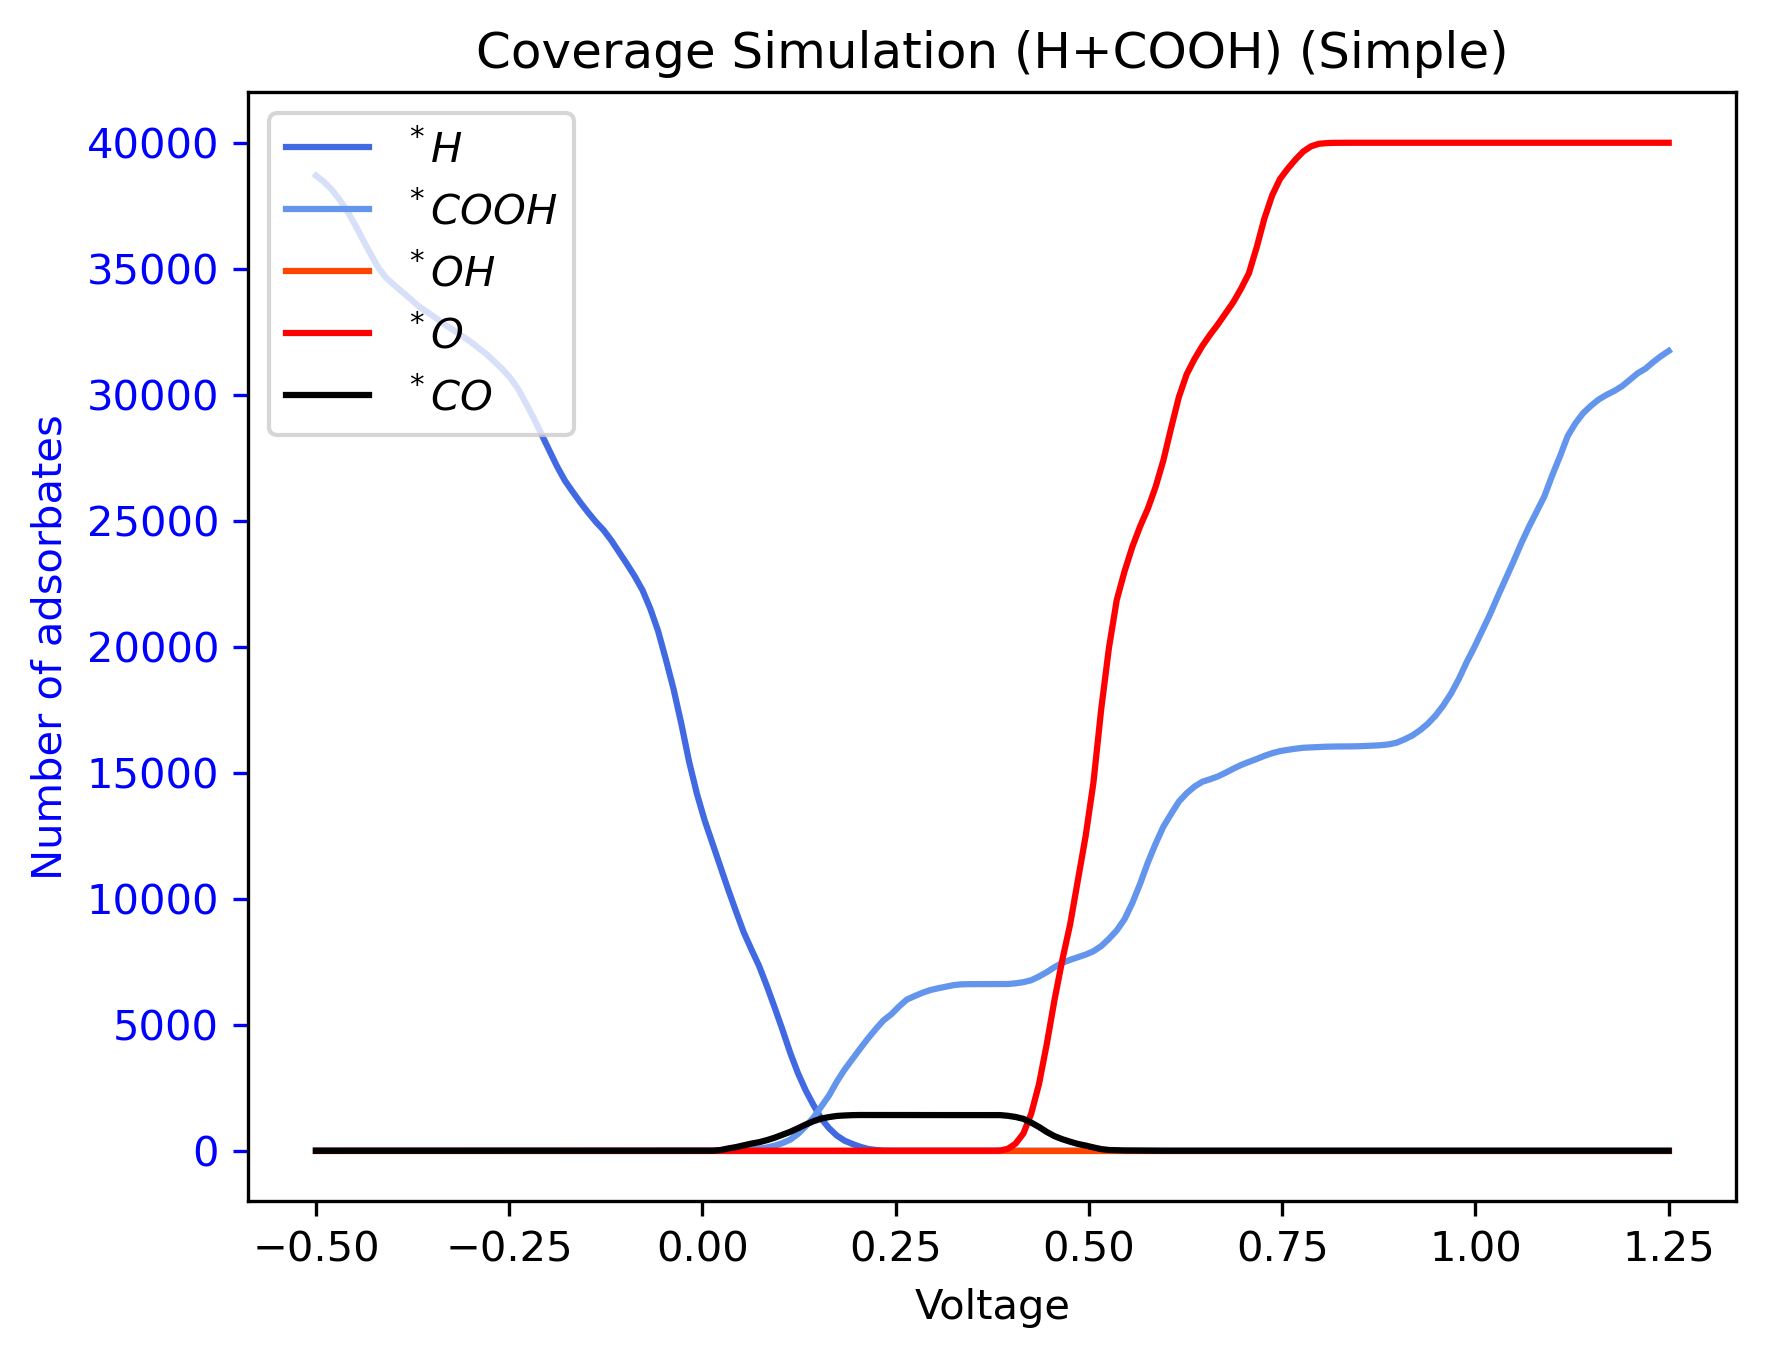 Coverage Simulation (H+COOH) (Simple)
*H
*COOH
*OH
*O
*CO
40000
35000
30000
25000
20000
15000
10000
5000
0
Number of adsorbates
−0.50 −0.25 0.00 0.25 0.50 0.75 1.00 1.25
Voltage